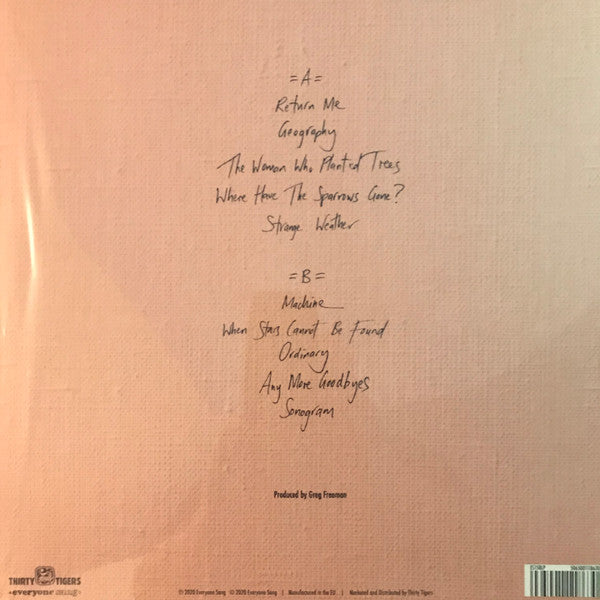 = A =
Return Me
Geography
The Woman Who Planted Trees
Where Have The Sparrows Gone?
Strange Weather
= B =
Machine
When Stars Cannot Be Found
Ordinary
Any More Goodbyes
Sonogram
Produced by Greg Freeman
THIRTY TIGERS
everyone sang
© 2020 Everyone Sang © 2020 Everyone Sang | Manufactured in the EU | Marketed and Distributed by Thirty Tigers